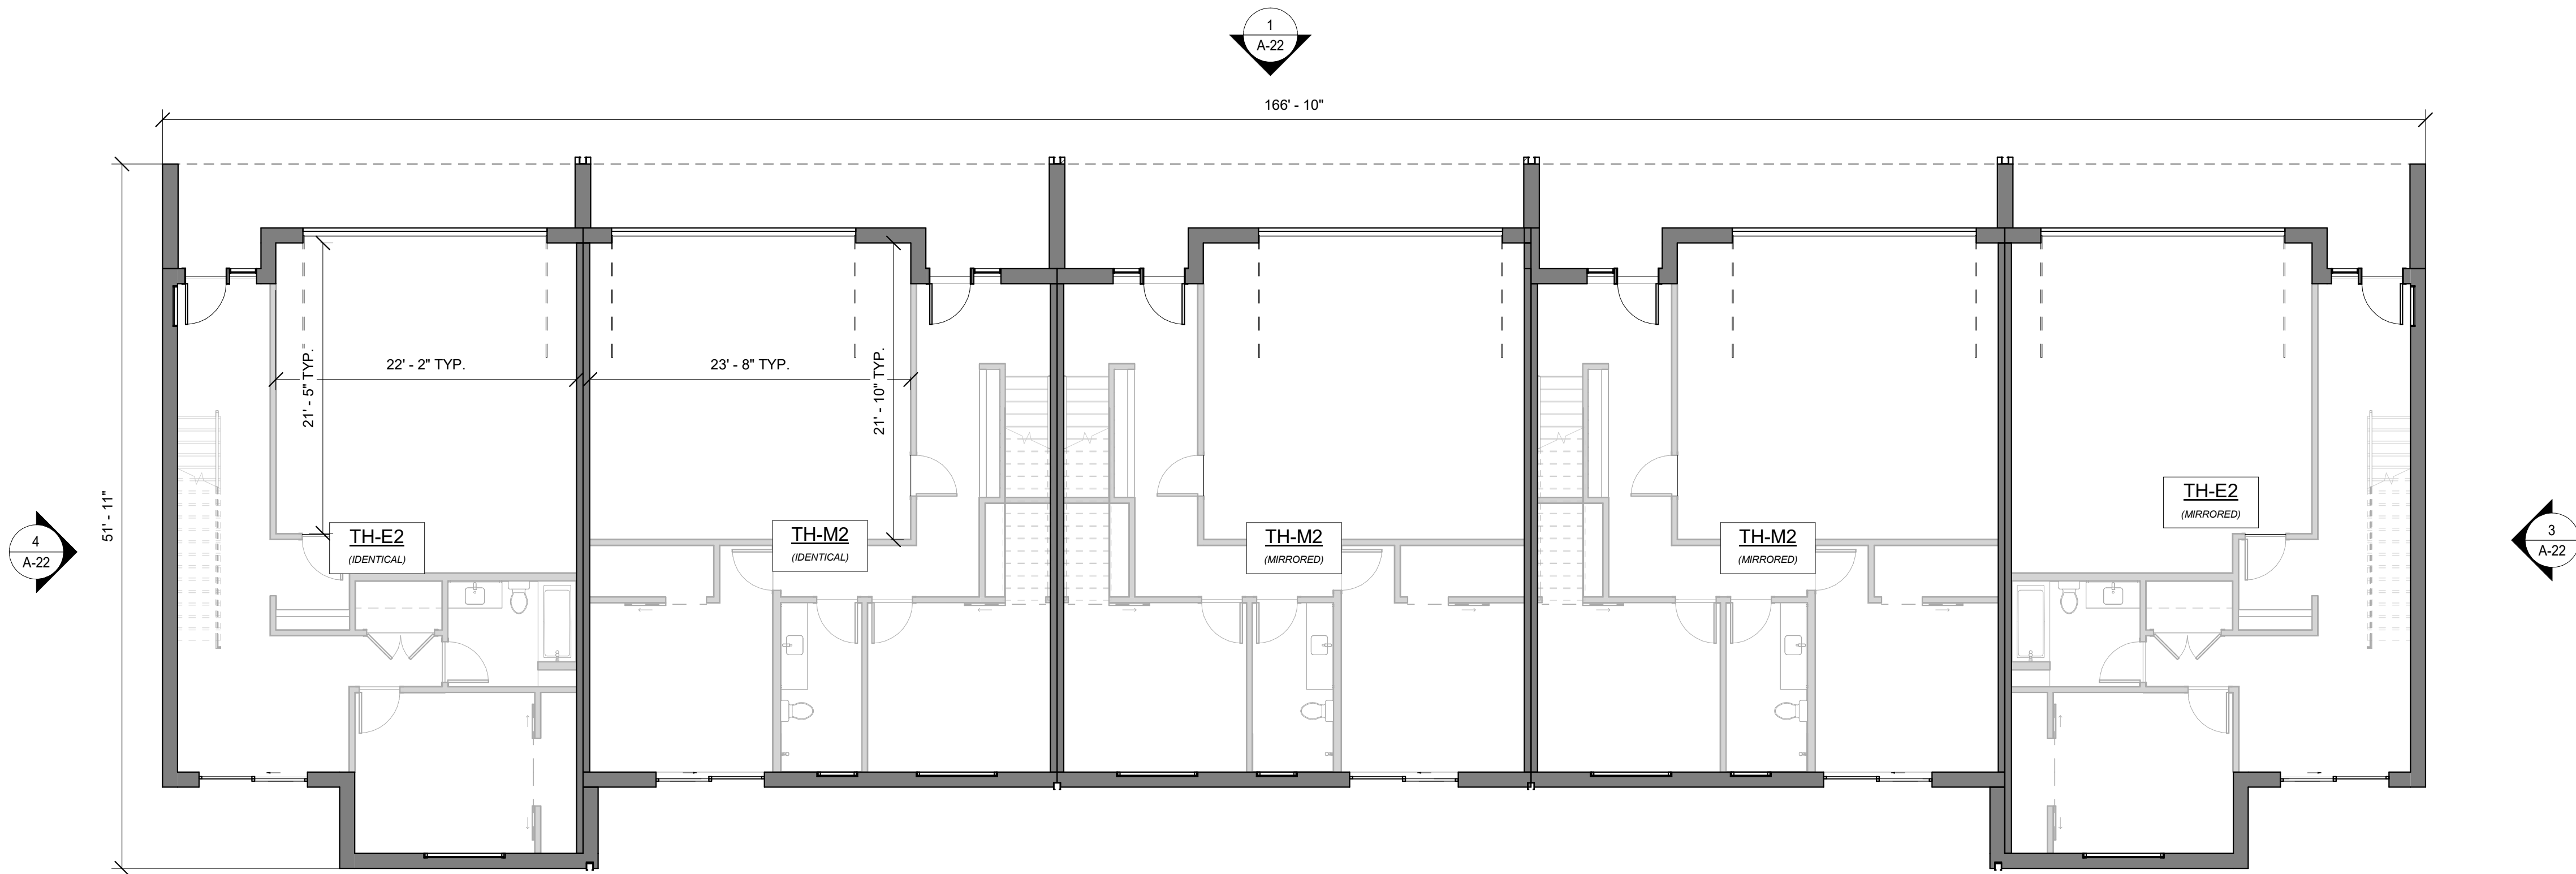 1
A-22
166' - 10"
51' - 11"
22' - 2" TYP.
21' - 5" TYP.
23' - 8" TYP.
21' - 10" TYP.
TH-E2
(IDENTICAL)
TH-M2
(IDENTICAL)
TH-M2
(MIRRORED)
TH-M2
(MIRRORED)
TH-E2
(MIRRORED)
4
A-22
3
A-22